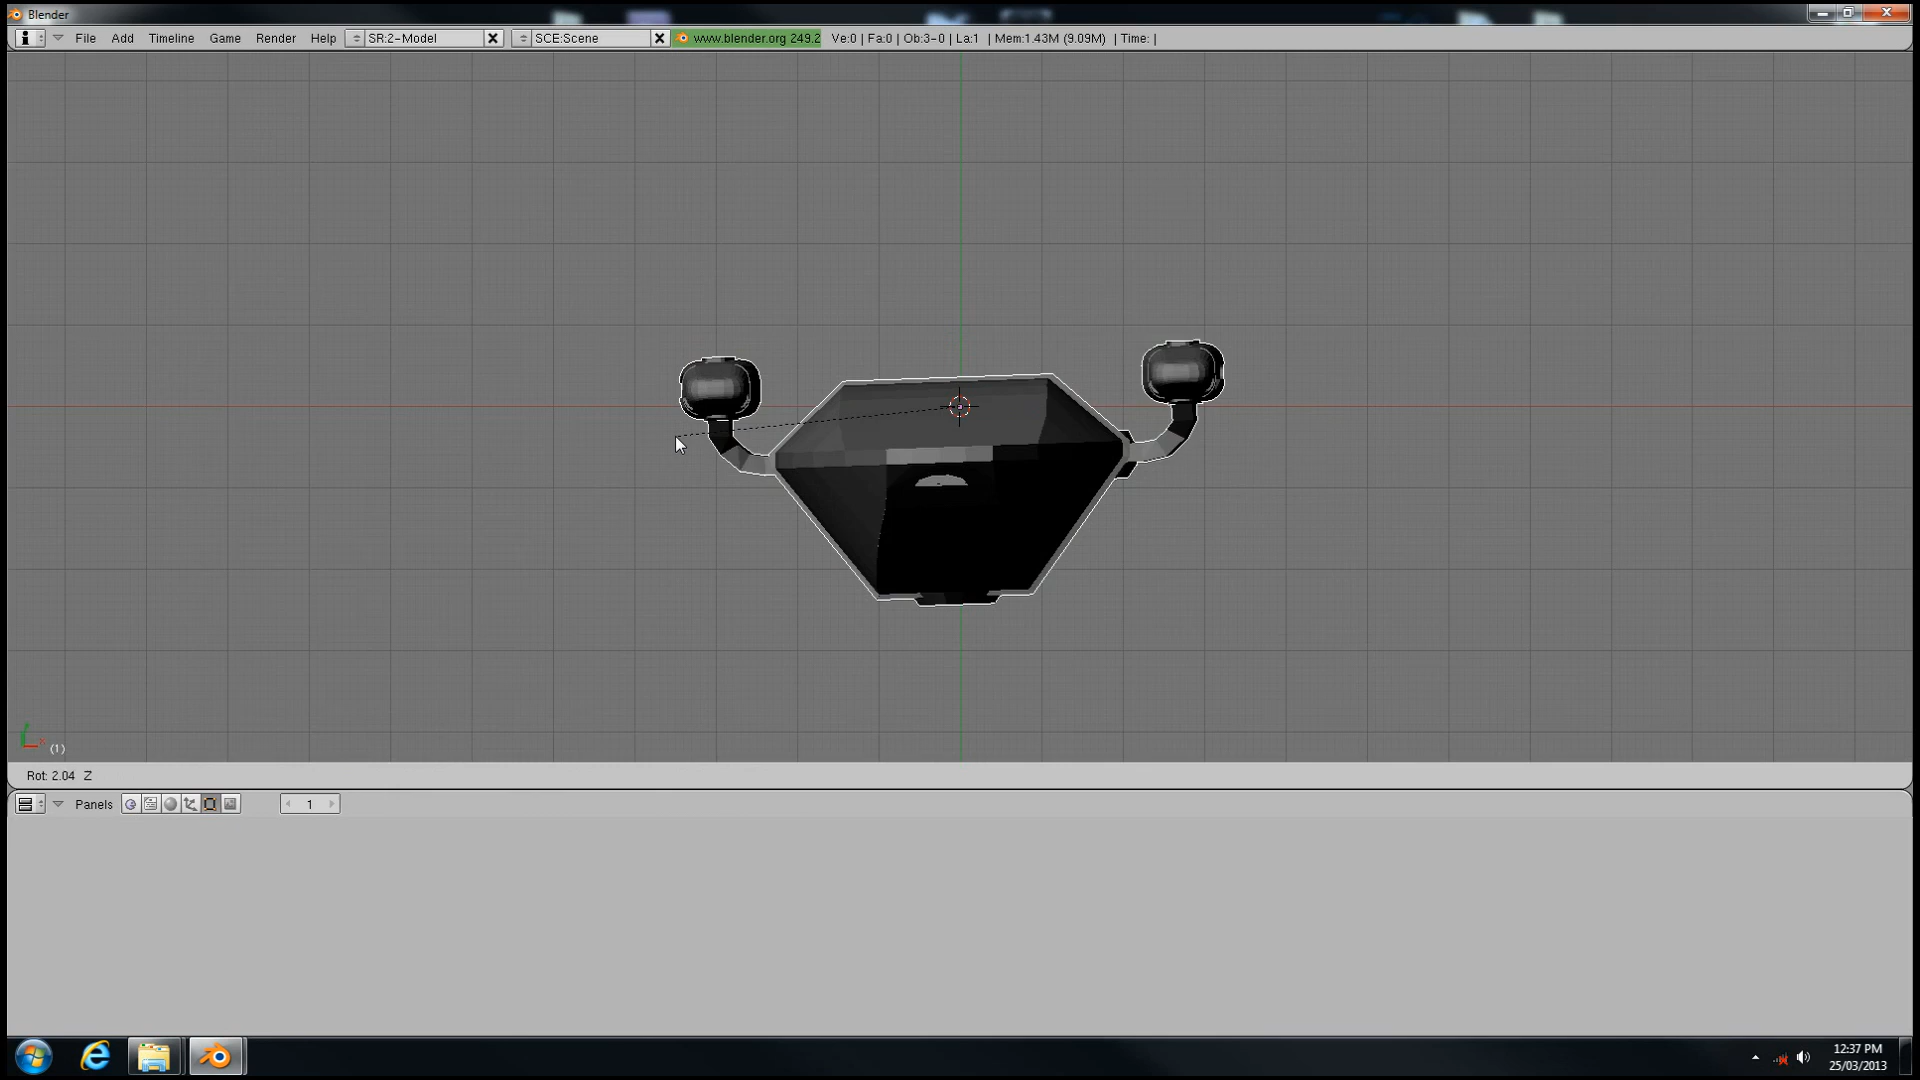 Blender
File Add Timeline Game Render Help SR:2-Model SCE:Scene www.blender.org 249.2 Ve:0 | Fa:0 | Ob:3-0 | La:1 | Mem:1.43M (9.09M) | Time: |
x
(1)
Rot: 2.04 Z
Panels 1
12:37 PM
25/03/2013